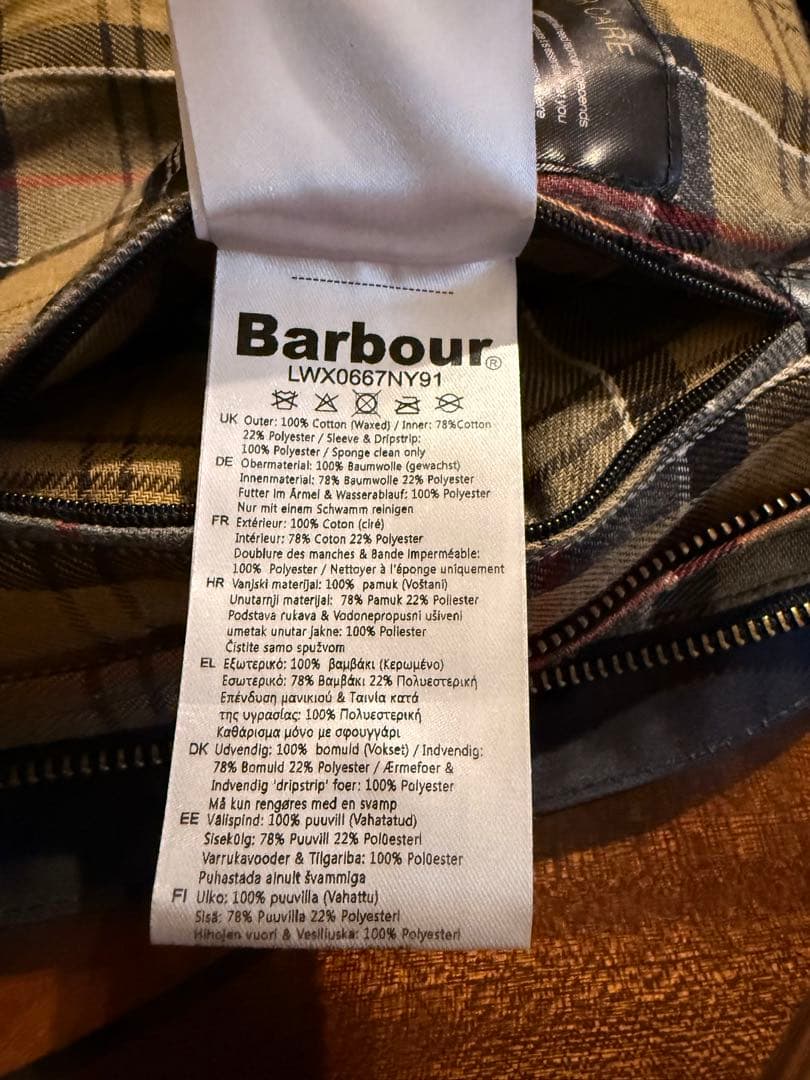 CARE
depends
you
Barbour®
LWX0667NY91
UK Outer: 100% Cotton (Waxed) / Inner: 78%Cotton
22% Polyester / Sleeve & Dripstrip:
100% Polyester / Sponge clean only
DE Obermaterial: 100% Baumwolle (gewachst)
Innenmaterial: 78% Baumwolle 22% Polyester
Futter im Ärmel & Wasserablauf: 100% Polyester
Nur mit einem Schwamm reinigen
FR Extérieur: 100% Coton (ciré)
Intérieur: 78% Coton 22% Polyester
Doublure des manches & Bande Imperméable:
100% Polyester / Nettoyer à l'éponge uniquement
HR Vanjski materijal: 100% pamuk (Voštani)
Unutarnji materijal: 78% Pamuk 22% Poliester
Podstava rukava & Vodonepropusni ušiveni
umetak unutar jakne: 100% Poliester
Čistite samo spužvom
EL Εξωτερικό: 100% βαμβάκι (Κερωμένο)
Εσωτερικό: 78% Βαμβάκι 22% Πολυεστερική
Επένδυση μανικιού & Ταινία κατά
της υγρασίας: 100% Πολυεστερική
Καθάρισμα μόνο με σφουγγάρι
DK Udvendig: 100% bomuld (Vokset) / Indvendig:
78% Bomuld 22% Polyester / Ærmefoer &
Indvendig 'dripstrip' foer: 100% Polyester
Må kun rengøres med en svamp
EE Välispind: 100% puuvill (Vahatatud)
Sisekülg: 78% Puuvill 22% Polüesteri
Varrukavooder & Tilgariba: 100% Polüester
Puhastada ainult švammiga
FI Ulko: 100% puuvilla (Vahattu)
Sisä: 78% Puuvilla 22% Polyesteri
Hihojen vuori & Vesiliuska: 100% Polyesteri